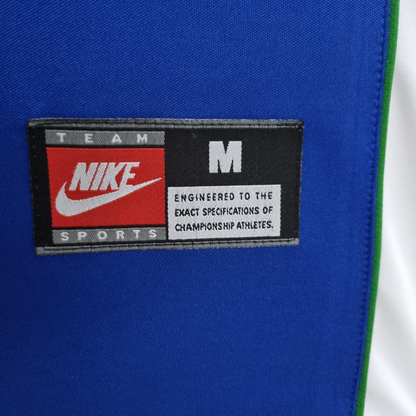 TEAM
NIKE
SPORTS
M
ENGINEERED TO THE
EXACT SPECIFICATIONS OF
CHAMPIONSHIP ATHLETES.